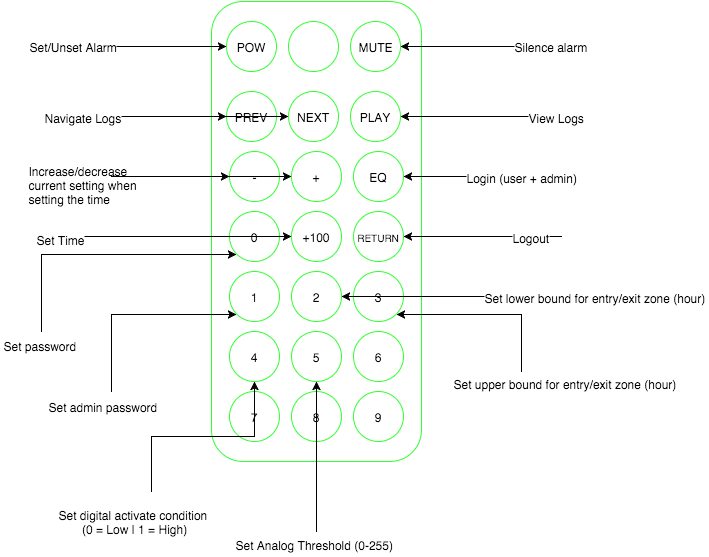 Set/Unset Alarm
POW
MUTE
Silence alarm
Navigate Logs
PREV
NEXT
PLAY
View Logs
Increase/decrease
current setting when
setting the time
-
+
EQ
Login (user + admin)
Set Time
0
+100
RETURN
Logout
Set password
1
2
3
Set lower bound for entry/exit zone (hour)
Set admin password
4
5
6
Set upper bound for entry/exit zone (hour)
7
8
9
Set digital activate condition
(0 = Low | 1 = High)
Set Analog Threshold (0-255)